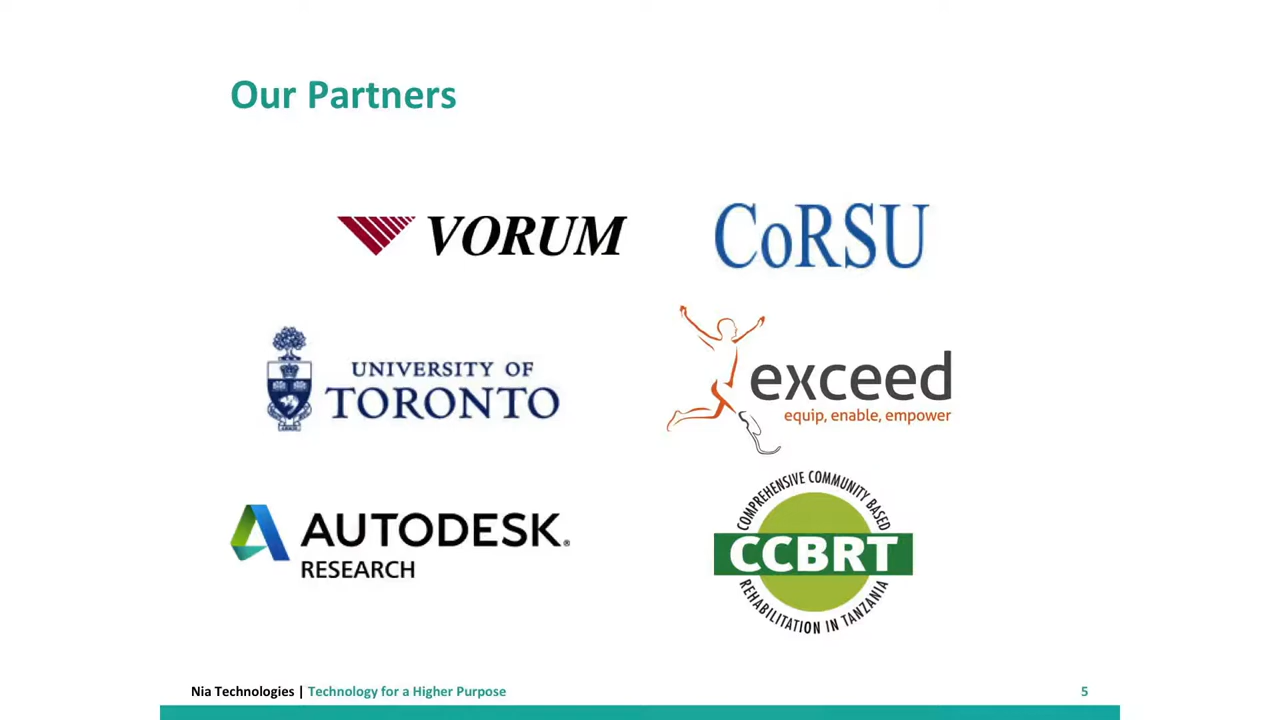 Our Partners
VORUM
CoRSU
UNIVERSITY OF
TORONTO
exceed
equip, enable, empower
AUTODESK®
RESEARCH
COMPREHENSIVE COMMUNITY BASED
CCBRT
REHABILITATION IN TANZANIA
Nia Technologies | Technology for a Higher Purpose 5